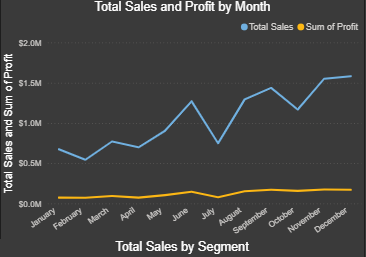 Total Sales and Profit by Month
Total Sales Sum of Profit
Total Sales and Sum of Profit
$2.0M
$1.5M
$1.0M
$0.5M
$0.0M
January
February
March
April
May
June
July
August
September
October
November
December
Total Sales by Segment